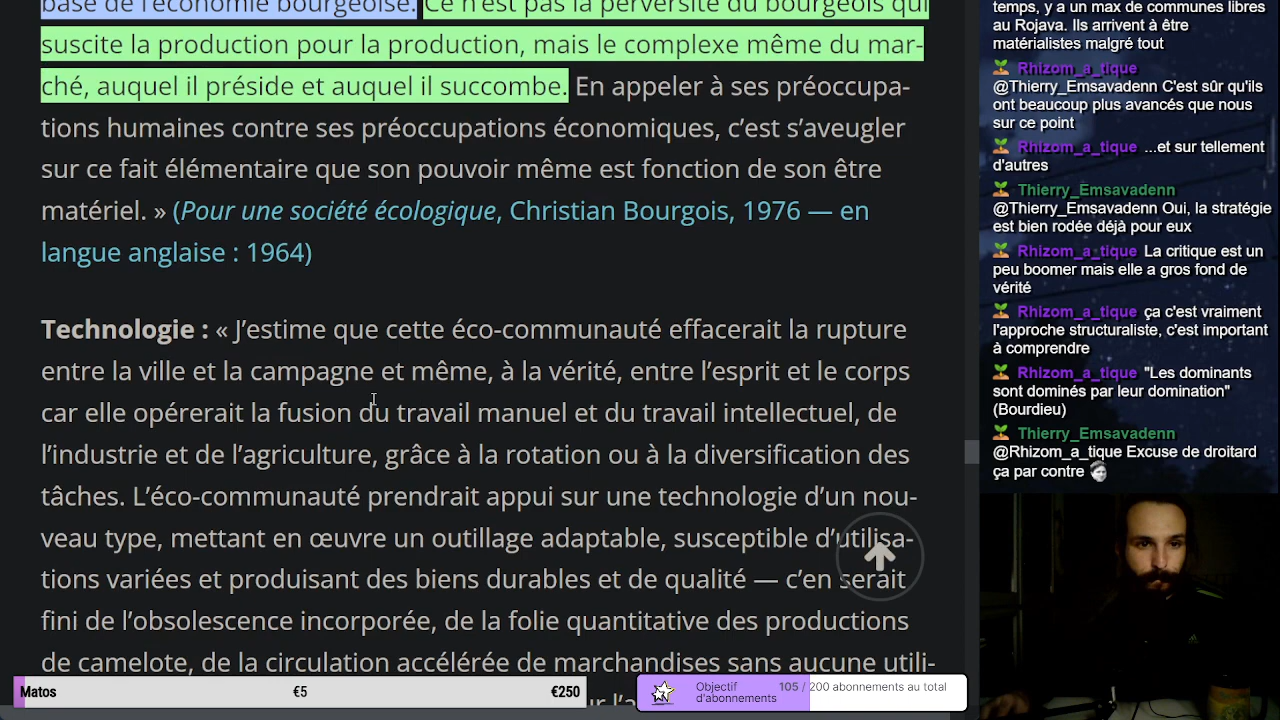 base de l'économie bourgeoise. Ce n'est pas la perversité du bourgeois qui
suscite la production pour la production, mais le complexe même du mar-
ché, auquel il préside et auquel il succombe. En appeler à ses préoccupa-
tions humaines contre ses préoccupations économiques, c’est s’aveugler
sur ce fait élémentaire que son pouvoir même est fonction de son être
matériel. » (Pour une société écologique, Christian Bourgois, 1976 — en
langue anglaise : 1964)
Technologie : « J’estime que cette éco-communauté effacerait la rupture
entre la ville et la campagne et même, à la vérité, entre l’esprit et le corps
car elle opérerait la fusion du travail manuel et du travail intellectuel, de
l’industrie et de l’agriculture, grâce à la rotation ou à la diversification des
tâches. L’éco-communauté prendrait appui sur une technologie d’un nou-
veau type, mettant en œuvre un outillage adaptable, susceptible d’utilisa-
tions variées et produisant des biens durables et de qualité — c’en serait
fini de l’obsolescence incorporée, de la folie quantitative des productions
de camelote, de la circulation accélérée de marchandises sans aucune utili-
Matos €5 €250
Objectif d'abonnements 105 / 200 abonnements au total
temps, y a un max de communes libres
au Rojava. Ils arrivent à être
matérialistes malgré tout
Rhizom_a_tique
@Thierry_Emsavadenn C'est sûr qu'ils
ont beaucoup plus avancés que nous
sur ce point
Rhizom_a_tique ...et sur tellement
d'autres
Thierry_Emsavadenn
@Thierry_Emsavadenn Oui, la stratégie
est bien rodée déjà pour eux
Rhizom_a_tique La critique est un
peu boomer mais elle a gros fond de
vérité
Rhizom_a_tique ça c'est vraiment
l'approche structuraliste, c'est important
à comprendre
Rhizom_a_tique "Les dominants
sont dominés par leur domination"
(Bourdieu)
Thierry_Emsavadenn
@Rhizom_a_tique Excuse de droitard
ça par contre